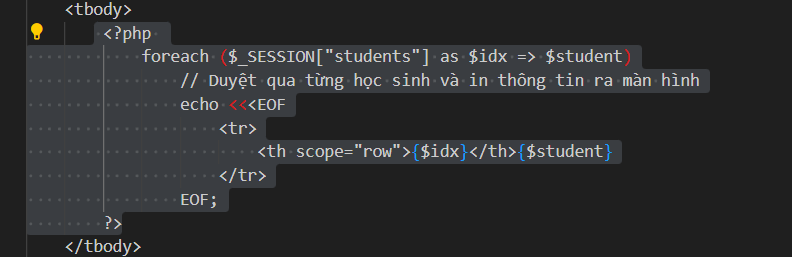 <tbody>
<?php
foreach ($_SESSION["students"] as $idx => $student)
// Duyệt qua từng học sinh và in thông tin ra màn hình
echo <<<EOF
<tr>
<th scope="row">{$idx}</th>{$student}
</tr>
EOF;
?>
</tbody>